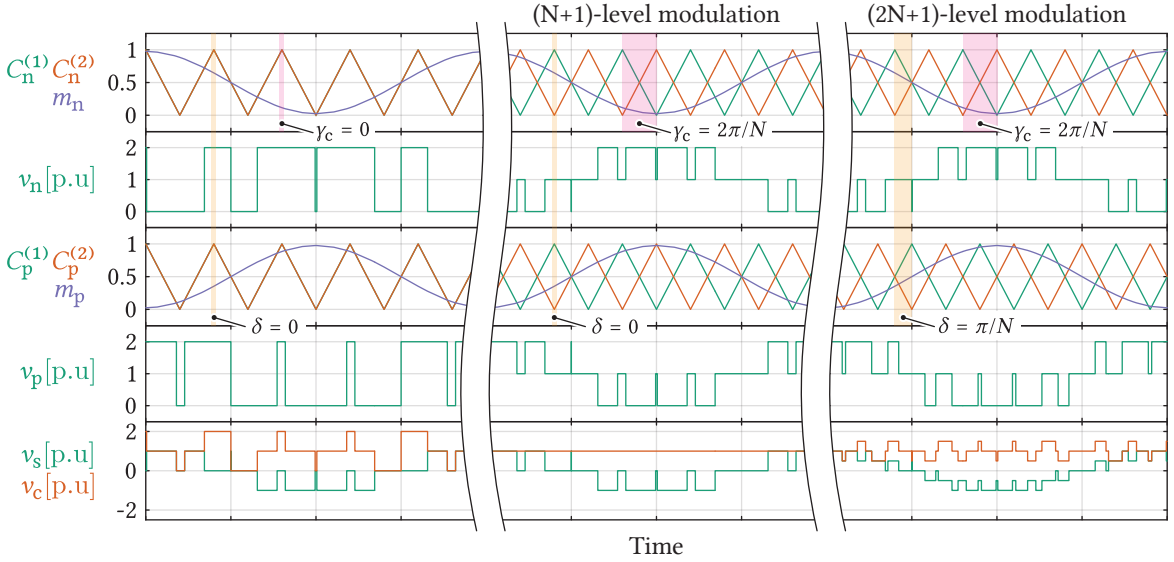 (N+1)-level modulation (2N+1)-level modulation
1
C_n^(1) C_n^(2) 0.5
m_n
0
γ_c = 0 γ_c = 2π/N γ_c = 2π/N
2
v_n[p.u] 1
0
1
C_p^(1) C_p^(2) 0.5
m_p
0
δ = 0 δ = 0 δ = π/N
2
v_p[p.u] 1
0
2
v_s[p.u]
0
v_c[p.u]
-2
Time